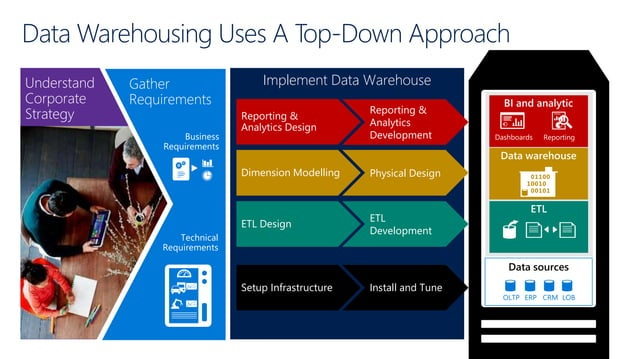 Data Warehousing Uses A Top-Down Approach
Understand
Corporate
Strategy
Gather
Requirements
Business
Requirements
Technical
Requirements
Implement Data Warehouse
Reporting &
Analytics Design
Reporting &
Analytics
Development
Dimension Modelling
Physical Design
ETL Design
ETL
Development
Setup Infrastructure
Install and Tune
BI and analytic
Dashboards
Reporting
Data warehouse
01100
10010
00101
ETL
Data sources
OLTP ERP CRM LOB